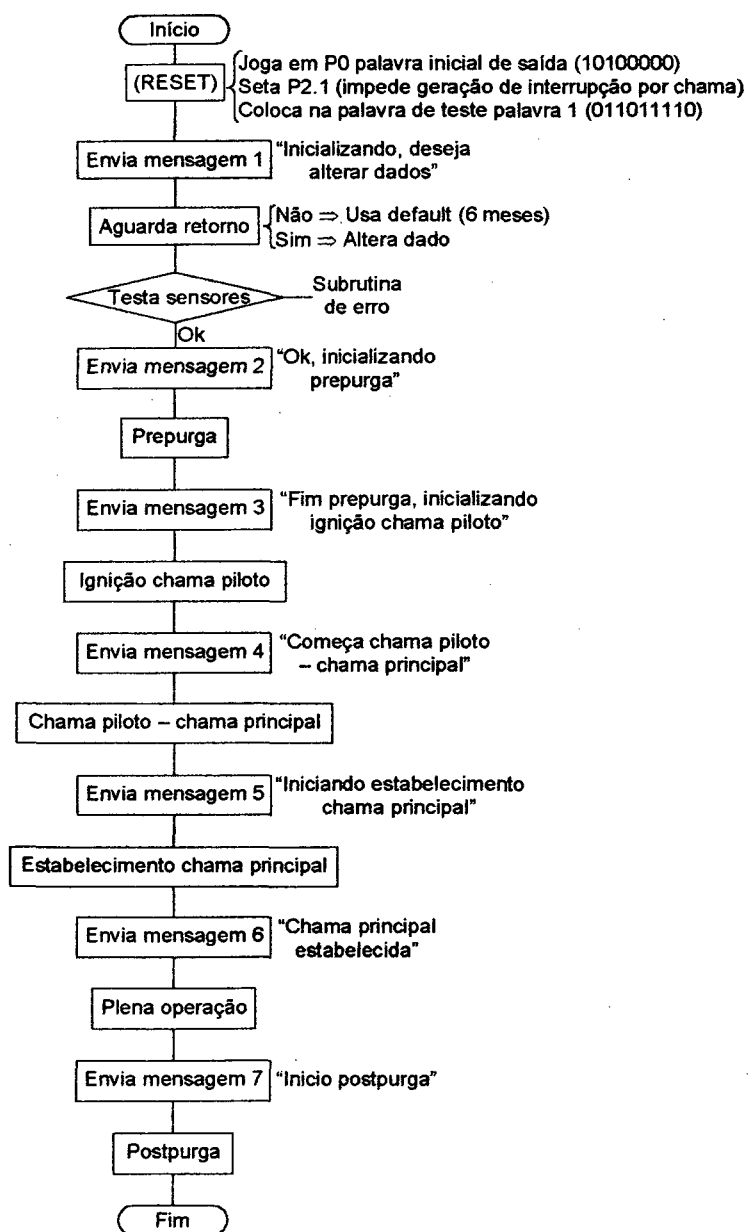 Início
(RESET)
Joga em P0 palavra inicial de saída (10100000)
Seta P2.1 (impede geração de interrupção por chama)
Coloca na palavra de teste palavra 1 (011011110)
Envia mensagem 1
"Inicializando, deseja
alterar dados"
Aguarda retorno
Não ⇒ Usa default (6 meses)
Sim ⇒ Altera dado
Testa sensores
Subrutina
de erro
Ok
Envia mensagem 2
"Ok, inicializando
prepurga"
Prepurga
Envia mensagem 3
"Fim prepurga, inicializando
ignição chama piloto"
Ignição chama piloto
Envia mensagem 4
"Começa chama piloto
– chama principal"
Chama piloto – chama principal
Envia mensagem 5
"Iniciando estabelecimento
chama principal"
Estabelecimento chama principal
Envia mensagem 6
"Chama principal
estabelecida"
Plena operação
Envia mensagem 7
"Inicio postpurga"
Postpurga
Fim